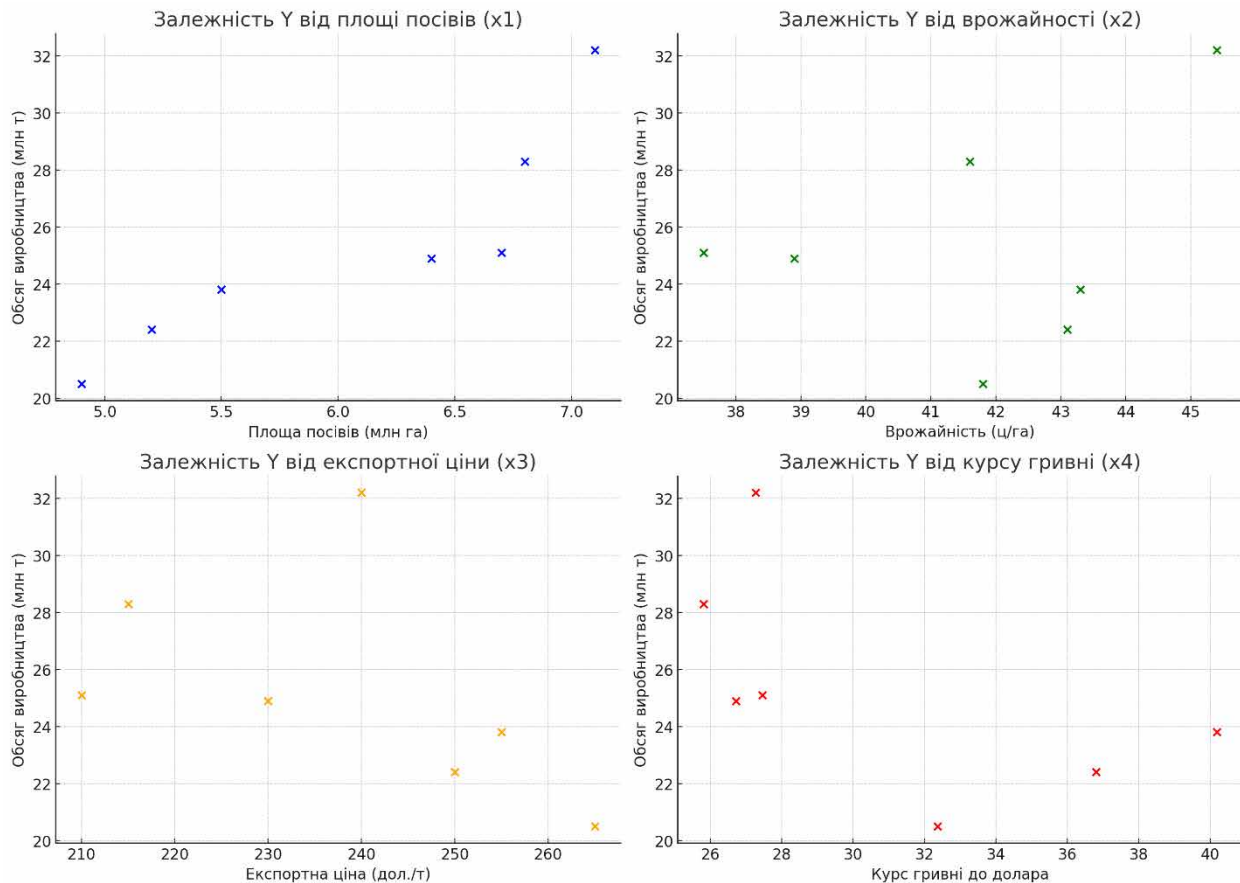 Залежність Y від площі посівів (x1)
Обсяг виробництва (млн т)
32
30
28
26
24
22
20
5.0 5.5 6.0 6.5 7.0
Площа посівів (млн га)
Залежність Y від врожайності (x2)
Обсяг виробництва (млн т)
32
30
28
26
24
22
20
38 39 40 41 42 43 44 45
Врожайність (ц/га)
Залежність Y від експортної ціни (x3)
Обсяг виробництва (млн т)
32
30
28
26
24
22
20
210 220 230 240 250 260
Експортна ціна (дол./т)
Залежність Y від курсу гривні (x4)
Обсяг виробництва (млн т)
32
30
28
26
24
22
20
26 28 30 32 34 36 38 40
Курс гривні до долара